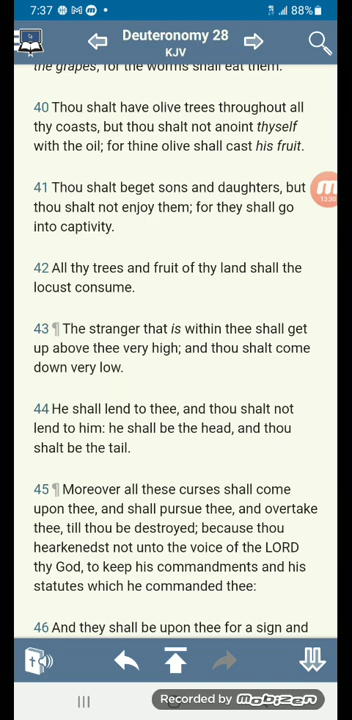 7:37 88%
Deuteronomy 28
KJV
the grapes, for the worms shall eat them.
40 Thou shalt have olive trees throughout all
thy coasts, but thou shalt not anoint thyself
with the oil; for thine olive shall cast his fruit.
41 Thou shalt beget sons and daughters, but
thou shalt not enjoy them; for they shall go
into captivity.
42 All thy trees and fruit of thy land shall the
locust consume.
43 ¶ The stranger that is within thee shall get
up above thee very high; and thou shalt come
down very low.
44 He shall lend to thee, and thou shalt not
lend to him: he shall be the head, and thou
shalt be the tail.
45 ¶ Moreover all these curses shall come
upon thee, and shall pursue thee, and overtake
thee, till thou be destroyed; because thou
hearkenedst not unto the voice of the LORD
thy God, to keep his commandments and his
statutes which he commanded thee:
46 And they shall be upon thee for a sign and
m
13:30
Recorded by mobizen